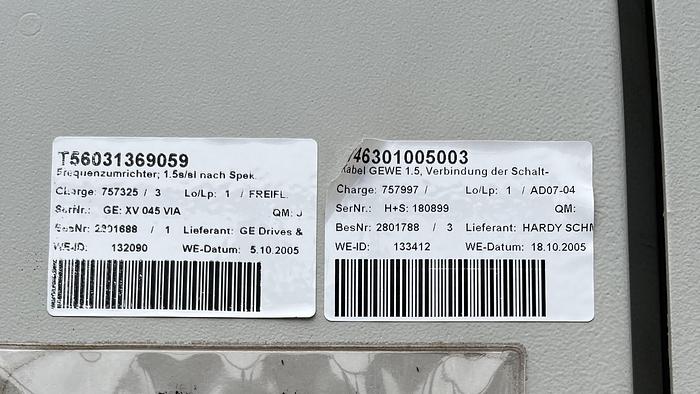 T56031369059
Frequenzumrichter; 1.5s/sl nach Spek.
Charge: 757325 / 3 Lo/Lp: 1 / FREIFL.
SerNr.: GE: XV 045 VIA QM: J
BesNr: 2201688 / 1 Lieferant: GE Drives &
WE-ID: 132090 WE-Datum: 5.10.2005
/46301005003
Kabel GEWE 1.5, Verbindung der Schalt-
Charge: 757997 / Lo/Lp: 1 / AD07-04
SerNr: H+S: 180899 QM:
BesNr: 2801788 / 3 Lieferant: HARDY SCHM
WE-ID: 133412 WE-Datum: 18.10.2005